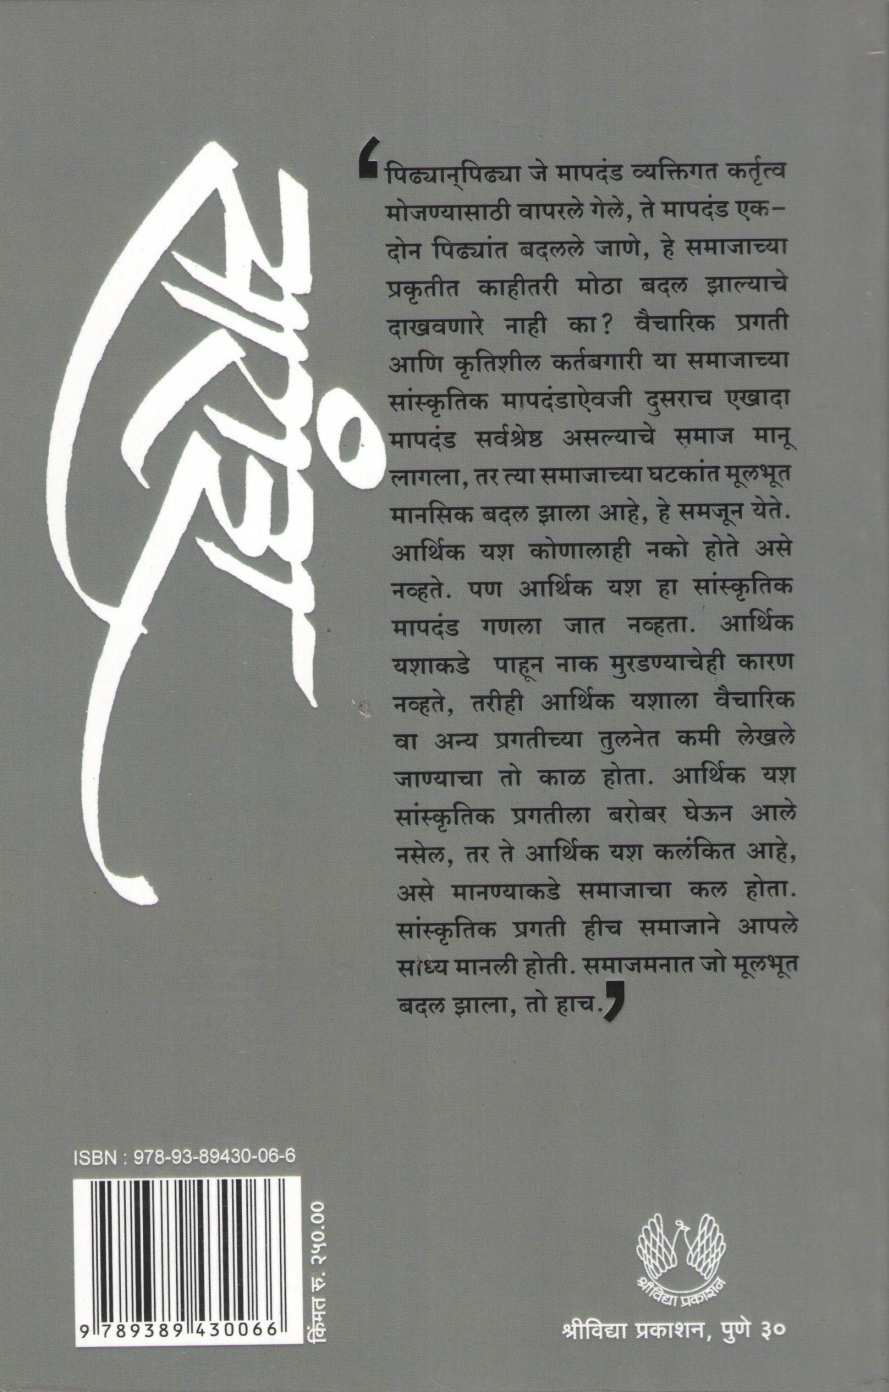 पिढ्यान्‌पिढ्या जे मापदंड व्यक्तिगत कर्तृत्व
मोजण्यासाठी वापरले गेले, ते मापदंड एक–
दोन पिढ्यांत बदलले जाणे, हे समाजाच्या
प्रकृतीत काहीतरी मोठा बदल झाल्याचे
दाखवणारे नाही का? वैचारिक प्रगती
आणि कृतिशील कर्तबगारी या समाजाच्या
सांस्कृतिक मापदंडाऐवजी दुसराच एखादा
मापदंड सर्वश्रेष्ठ असल्याचे समाज मानू
लागला, तर त्या समाजाच्या घटकांत मूलभूत
मानसिक बदल झाला आहे, हे समजून येते.
आर्थिक यश कोणालाही नको होते असे
नव्हते. पण आर्थिक यश हा सांस्कृतिक
मापदंड गणला जात नव्हता. आर्थिक
यशाकडे पाहून नाक मुरडण्याचेही कारण
नव्हते, तरीही आर्थिक यशाला वैचारिक
वा अन्य प्रगतीच्या तुलनेत कमी लेखले
जाण्याचा तो काळ होता. आर्थिक यश
सांस्कृतिक प्रगतीला बरोबर घेऊन आले
नसेल, तर ते आर्थिक यश कलंकित आहे,
असे मानण्याकडे समाजाचा कल होता.
सांस्कृतिक प्रगती हीच समाजाने आपले
साध्य मानली होती. समाजमनात जो मूलभूत
बदल झाला, तो हाच.’
ISBN : 978-93-89430-06-6
9 789389 430066
किंमत रु. २५०.००
श्रीविद्या प्रकाशन
श्रीविद्या प्रकाशन, पुणे ३०